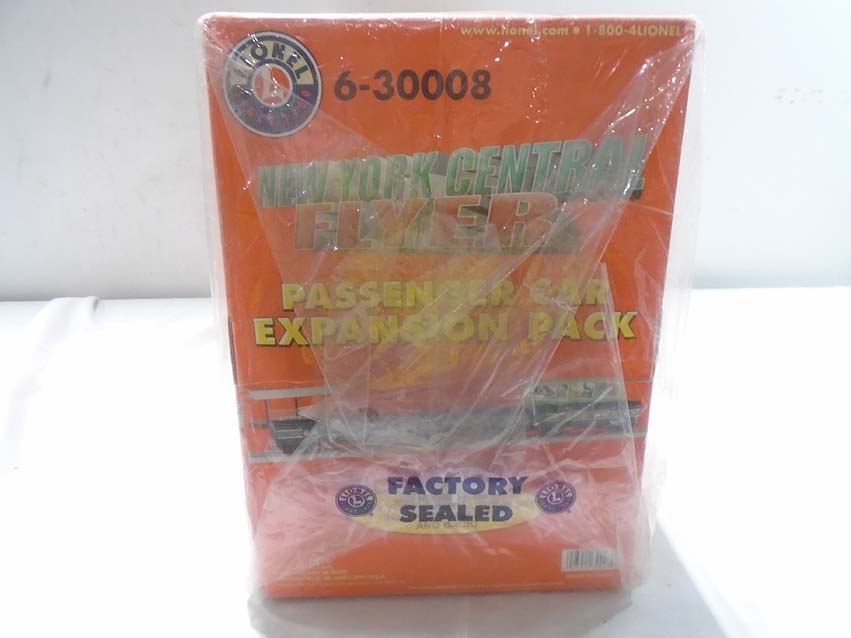 www.lionel.com • 1-800-4LIONEL
LIONEL
6-30008
NEW YORK CENTRAL
FLYER
PASSENGER CAR
EXPANSION PACK
FACTORY
SEALED